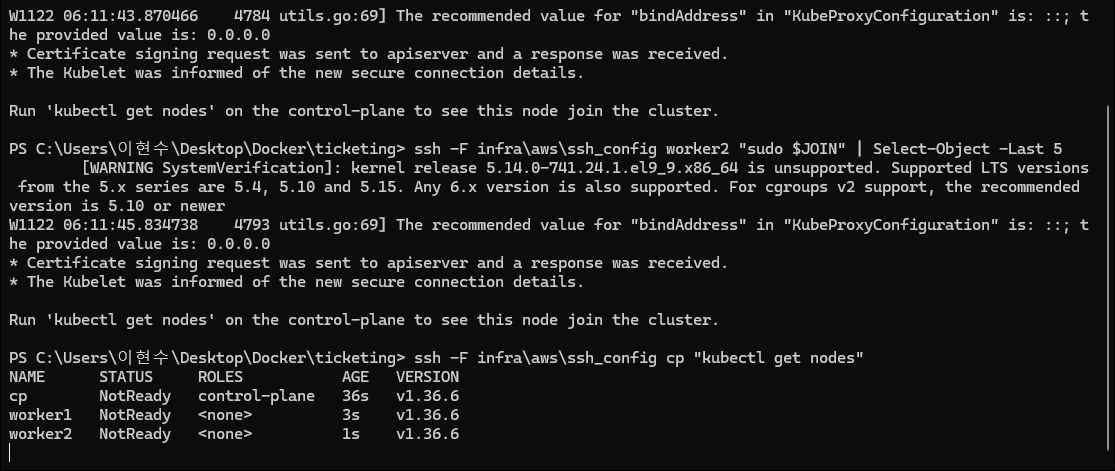 W1122 06:11:43.870466    4784 utils.go:69] The recommended value for "bindAddress" in "KubeProxyConfiguration" is: ::; t
he provided value is: 0.0.0.0
* Certificate signing request was sent to apiserver and a response was received.
* The Kubelet was informed of the new secure connection details.
Run 'kubectl get nodes' on the control-plane to see this node join the cluster.
PS C:\Users\이현수\Desktop\Docker\ticketing> ssh -F infra\aws\ssh_config worker2 "sudo $JOIN" | Select-Object -Last 5
        [WARNING SystemVerification]: kernel release 5.14.0-741.24.1.el9_9.x86_64 is unsupported. Supported LTS versions
 from the 5.x series are 5.4, 5.10 and 5.15. Any 6.x version is also supported. For cgroups v2 support, the recommended
version is 5.10 or newer
W1122 06:11:45.834738    4793 utils.go:69] The recommended value for "bindAddress" in "KubeProxyConfiguration" is: ::; t
he provided value is: 0.0.0.0
* Certificate signing request was sent to apiserver and a response was received.
* The Kubelet was informed of the new secure connection details.
Run 'kubectl get nodes' on the control-plane to see this node join the cluster.
PS C:\Users\이현수\Desktop\Docker\ticketing> ssh -F infra\aws\ssh_config cp "kubectl get nodes"
NAME      STATUS     ROLES           AGE   VERSION
cp        NotReady   control-plane   36s   v1.36.6
worker1   NotReady   <none>          3s    v1.36.6
worker2   NotReady   <none>          1s    v1.36.6